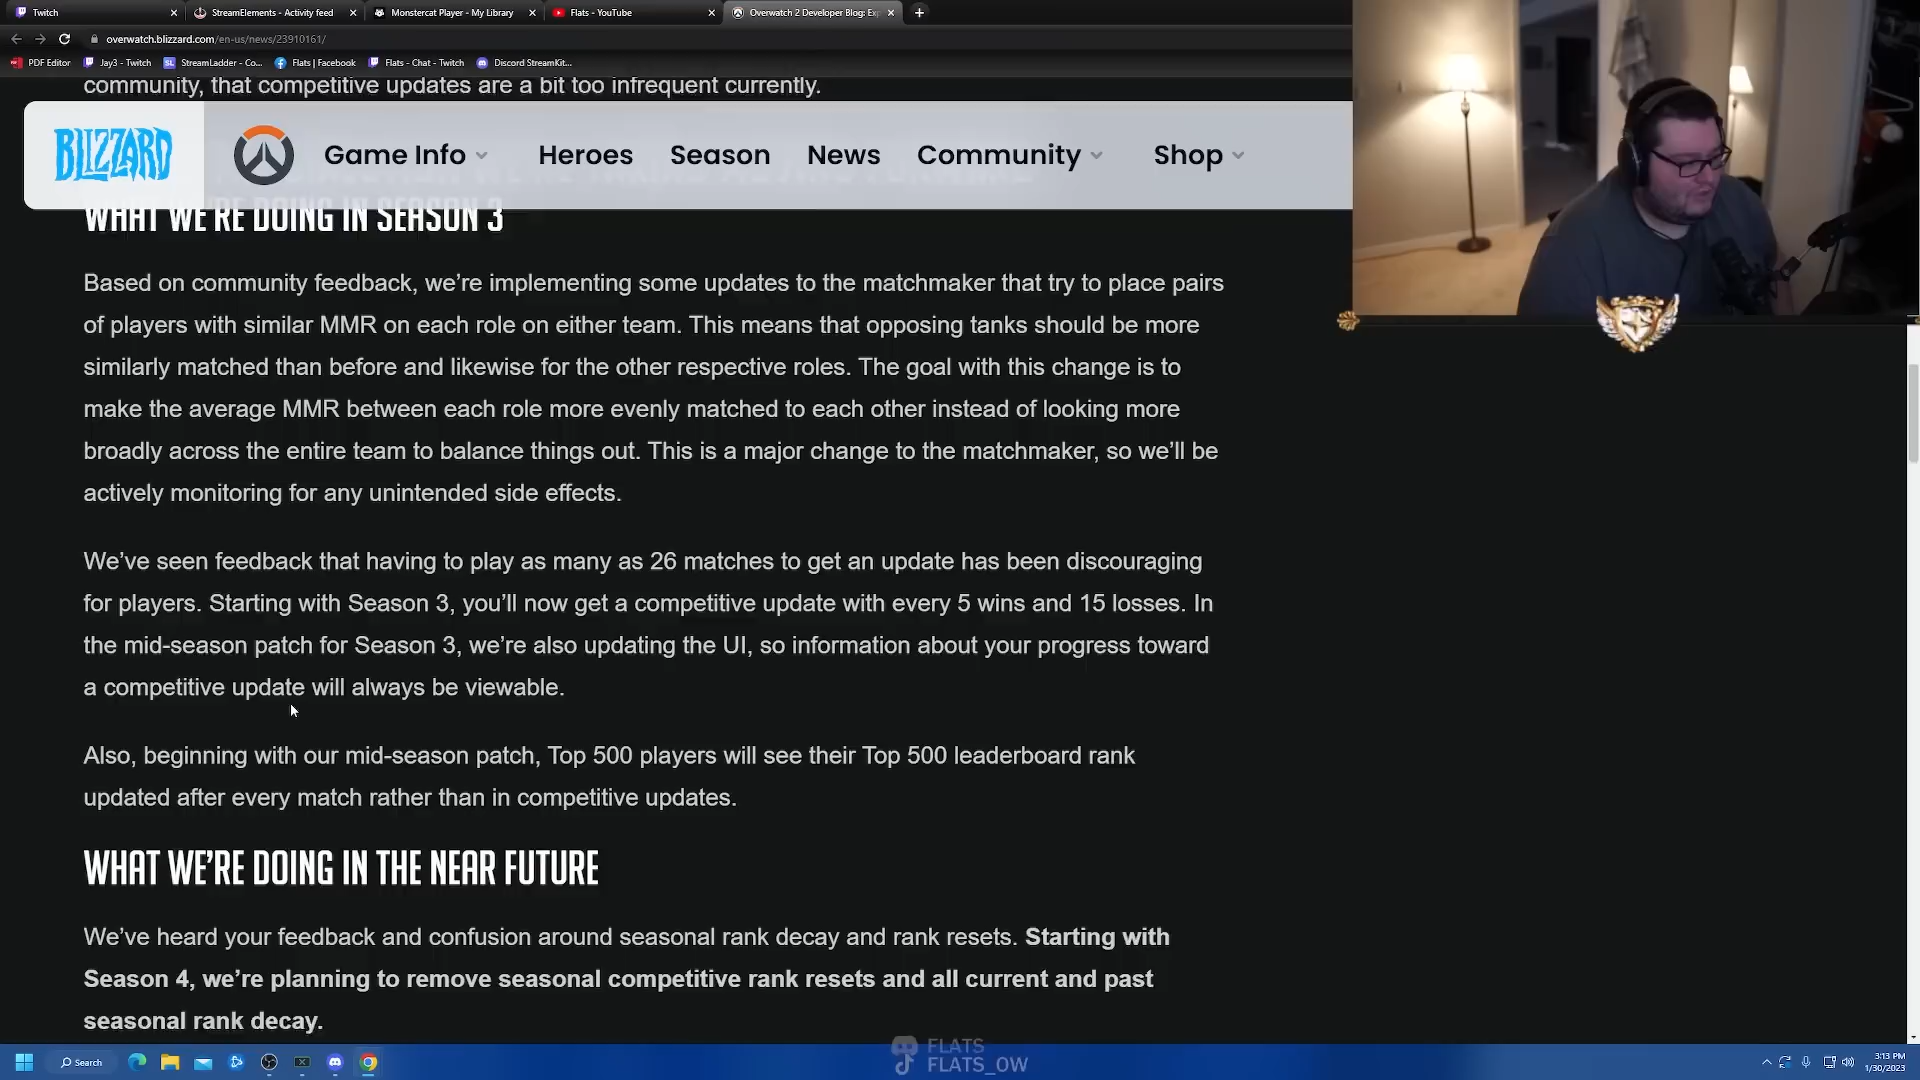 Twitch
StreamElements - Activity feed
Monstercat Player - My Library
Flats - YouTube
Overwatch 2 Developer Blog: Ex
overwatch.blizzard.com/en-us/news/23910161/
PDF Editor
Jay3 - Twitch
StreamLadder - Co...
Flats | Facebook
Flats - Chat - Twitch
Discord StreamKit...
community, that competitive updates are a bit too infrequent currently.
BLIZZARD
Game Info
Heroes
Season
News
Community
Shop
WHAT WE'RE DOING IN SEASON 3
Based on community feedback, we're implementing some updates to the matchmaker that try to place pairs
of players with similar MMR on each role on either team. This means that opposing tanks should be more
similarly matched than before and likewise for the other respective roles. The goal with this change is to
make the average MMR between each role more evenly matched to each other instead of looking more
broadly across the entire team to balance things out. This is a major change to the matchmaker, so we'll be
actively monitoring for any unintended side effects.
We've seen feedback that having to play as many as 26 matches to get an update has been discouraging
for players. Starting with Season 3, you'll now get a competitive update with every 5 wins and 15 losses. In
the mid-season patch for Season 3, we're also updating the UI, so information about your progress toward
a competitive update will always be viewable.
Also, beginning with our mid-season patch, Top 500 players will see their Top 500 leaderboard rank
updated after every match rather than in competitive updates.
WHAT WE'RE DOING IN THE NEAR FUTURE
We've heard your feedback and confusion around seasonal rank decay and rank resets. Starting with
Season 4, we're planning to remove seasonal competitive rank resets and all current and past
seasonal rank decay.
FLATS
FLATS_OW
Search
3:13 PM
1/30/2023